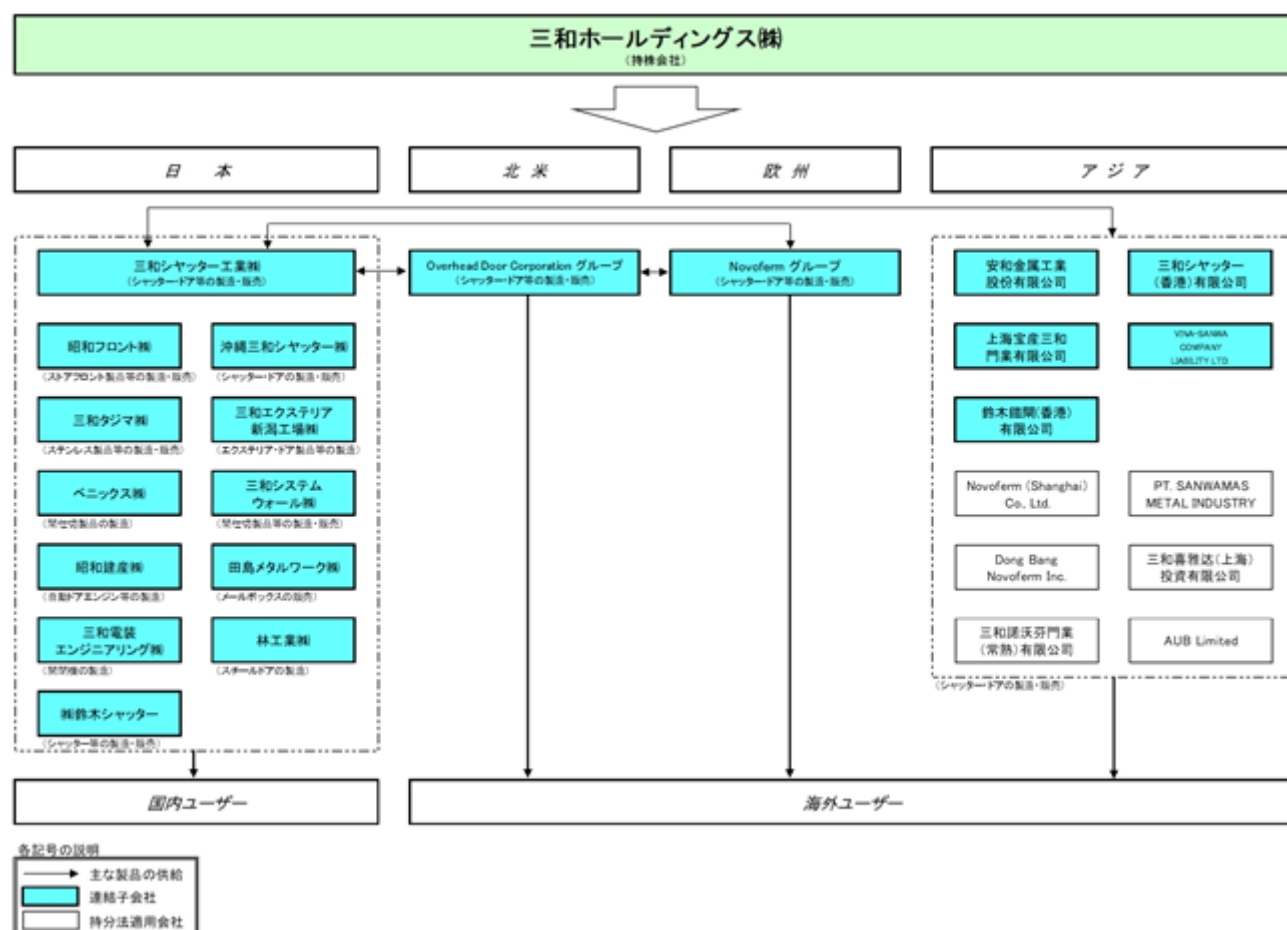 三和ホールディングス㈱
(持株会社)
日 本
北 米
欧 州
ア ジ ア
三和シヤッター工業㈱
(シャッター・ドア等の製造・販売)
Overhead Door Corporation グループ
(シャッター・ドア等の製造・販売)
Novoferm グループ
(シャッター・ドア等の製造・販売)
安和金属工業
股份有限公司
三和シヤッター
(香港)有限公司
昭和フロント㈱
(ストアフロント製品等の製造・販売)
沖縄三和シヤッター㈱
(シャッター・ドアの製造・販売)
上海宝産三和
門業有限公司
VINA-SANWA
COMPANY
LIABILITY LTD.
三和タジマ㈱
(ステンレス製品等の製造・販売)
三和エクステリア
新潟工場㈱
(エクステリア・ドア製品等の製造)
鈴木鐵閘(香港)
有限公司
ベニックス㈱
(間仕切製品の製造)
三和システム
ウォール㈱
(間仕切製品等の製造・販売)
Novoferm (Shanghai)
Co., Ltd.
PT. SANWAMAS
METAL INDUSTRY
昭和建産㈱
(自動ドアエンジン等の製造)
田島メタルワーク㈱
(メールボックスの販売)
Dong Bang
Novoferm Inc.
三和喜雅达(上海)
投資有限公司
三和電装
エンジニアリング㈱
(開閉機の製造)
林工業㈱
(スチールドアの製造)
三和諾沃芬門業
(常熟)有限公司
AUB Limited
(シャッター・ドアの製造・販売)
㈱鈴木シャッター
(シャッター等の製造・販売)
国内ユーザー
海外ユーザー
各記号の説明
主な製品の供給
連結子会社
持分法適用会社